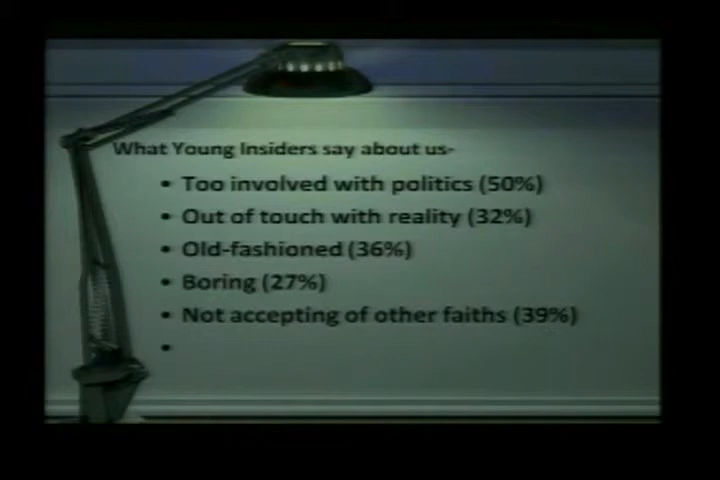 What Young Insiders say about us-
• Too involved with politics (50%)
• Out of touch with reality (32%)
• Old-fashioned (36%)
• Boring (27%)
• Not accepting of other faiths (39%)
•